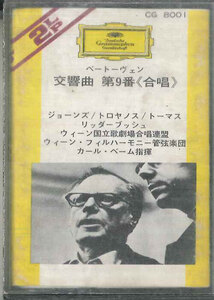 CG 8001
2LP
Deutsche
Grammophon
Gesellschaft
ベートーヴェン
交響曲 第9番《合唱》
ジョーンズ/トロヤノス/トーマス
リッダーブッシュ
ウィーン国立歌劇場合唱連盟
ウィーン・フィルハーモニー管弦楽団
カール・ベーム指揮